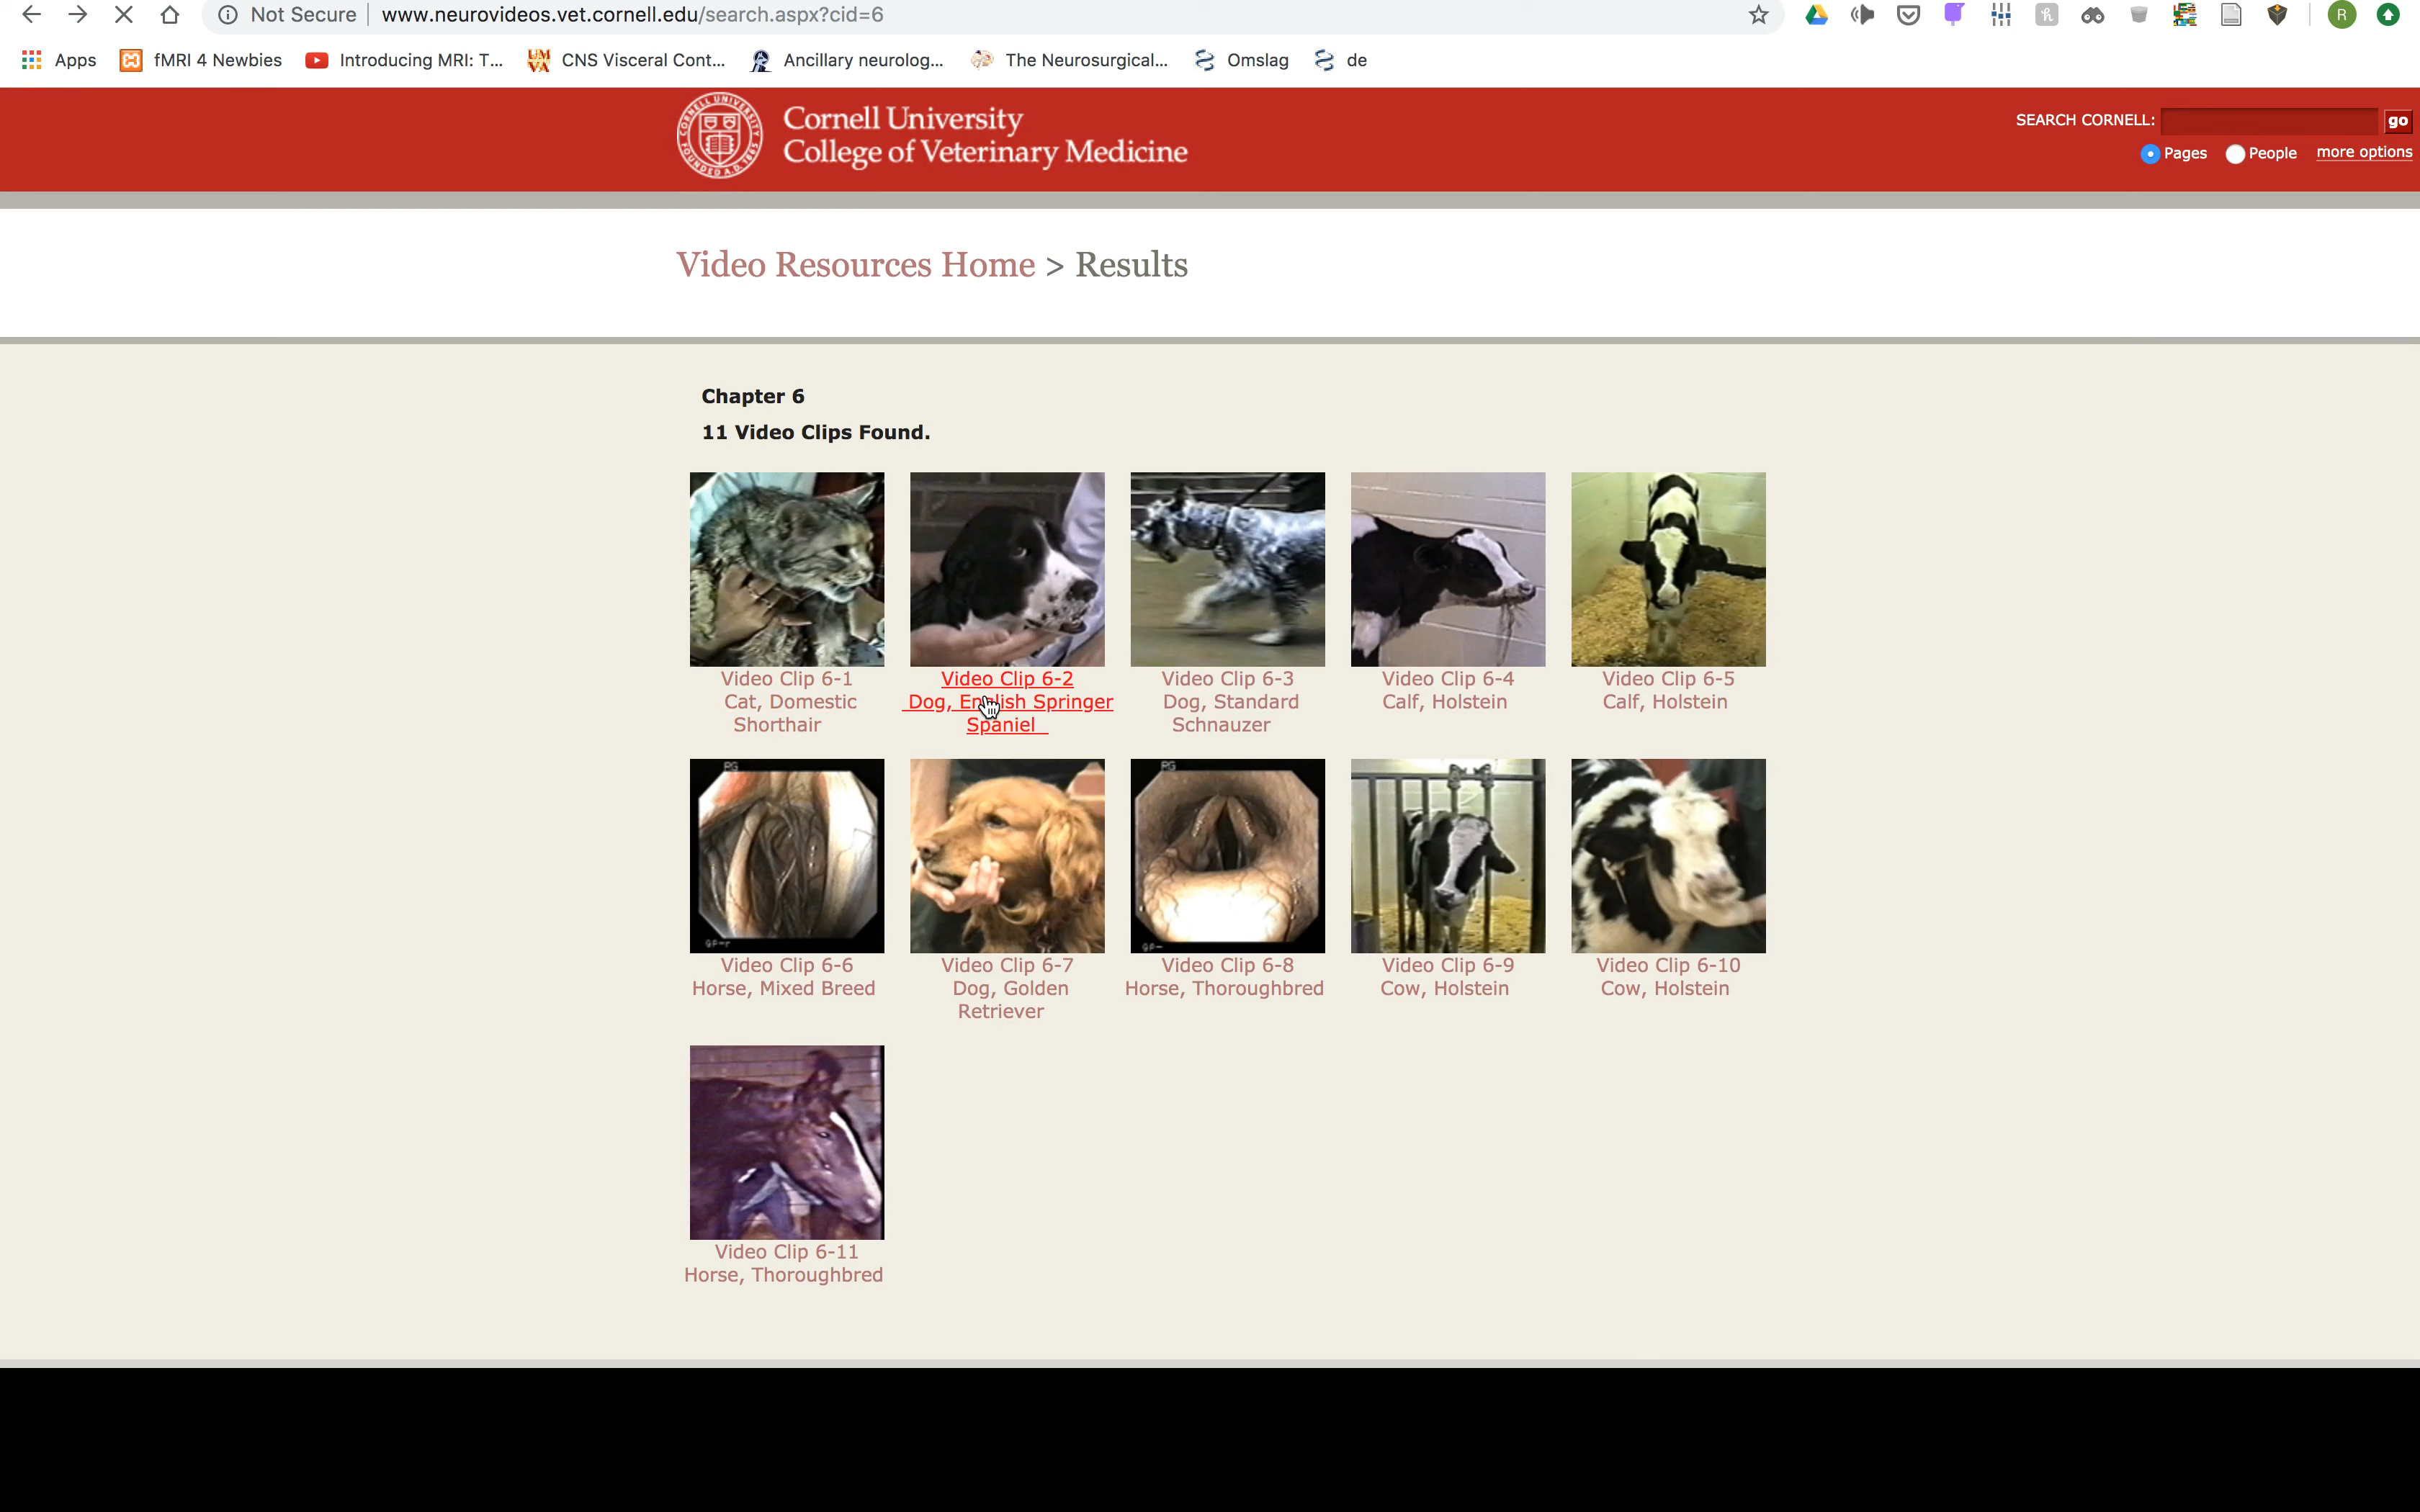 Not Secure www.neurovideos.vet.cornell.edu/search.aspx?cid=6
R
Apps fMRI 4 Newbies Introducing MRI: T... CNS Visceral Cont... Ancillary neurolog... The Neurosurgical... Omslag de
Cornell University
College of Veterinary Medicine
SEARCH CORNELL: go
Pages People more options
Video Resources Home > Results
Chapter 6
11 Video Clips Found.
Video Clip 6-1
Cat, Domestic
Shorthair
Video Clip 6-2
Dog, English Springer
Spaniel
Video Clip 6-3
Dog, Standard
Schnauzer
Video Clip 6-4
Calf, Holstein
Video Clip 6-5
Calf, Holstein
PG
PG
Video Clip 6-6
Horse, Mixed Breed
Video Clip 6-7
Dog, Golden
Retriever
Video Clip 6-8
Horse, Thoroughbred
Video Clip 6-9
Cow, Holstein
Video Clip 6-10
Cow, Holstein
Video Clip 6-11
Horse, Thoroughbred